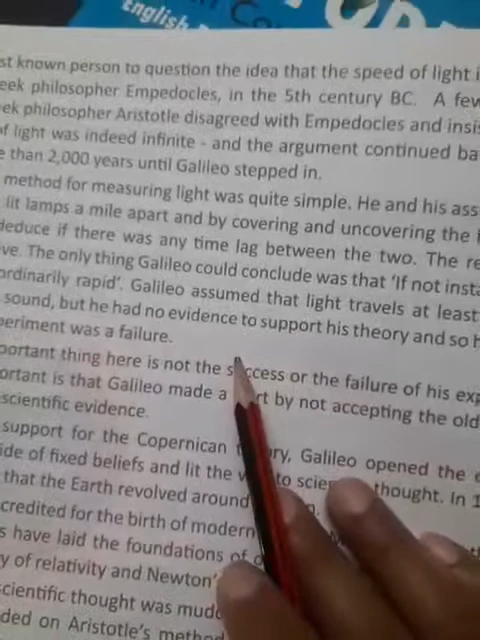 English
st known person to question the idea that the speed of light i
eek philosopher Empedocles, in the 5th century BC. A few
ek philosopher Aristotle disagreed with Empedocles and insi
f light was indeed infinite - and the argument continued ba
e than 2,000 years until Galileo stepped in.
method for measuring light was quite simple. He and his ass
lit lamps a mile apart and by covering and uncovering the
deduce if there was any time lag between the two. The re
ve. The only thing Galileo could conclude was that 'If not inst
ordinarily rapid'. Galileo assumed that light travels at least
sound, but he had no evidence to support his theory and so h
periment was a failure.
portant thing here is not the success or the failure of his exp
ortant is that Galileo made a rt by not accepting the old
scientific evidence.
support for the Copernican ry, Galileo opened the
ide of fixed beliefs and lit the to scien thought. In 1
that the Earth revolved around
credited for the birth of modern
s have laid the foundations of
y of relativity and Newton'
scientific thought was mud
ded on Aristotle's method